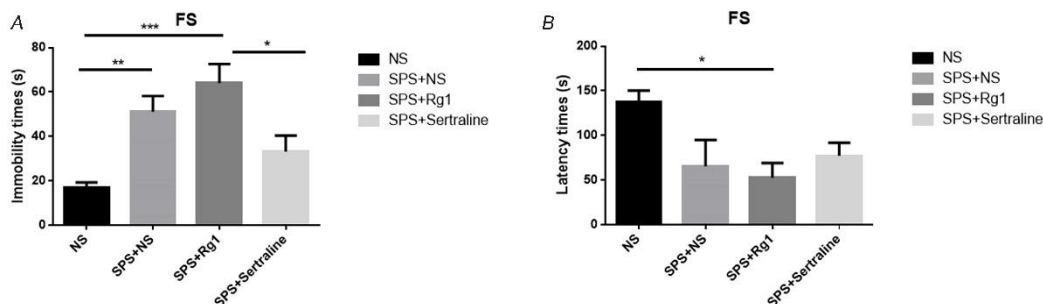 A
FS
***
*
**
Immobility times (s)
80
60
40
20
0
NS
SPS+NS
SPS+Rg1
SPS+Sertraline
NS
SPS+NS
SPS+Rg1
SPS+Sertraline
B
FS
*
Latency times (s)
200
150
100
50
0
NS
SPS+NS
SPS+Rg1
SPS+Sertraline
NS
SPS+NS
SPS+Rg1
SPS+Sertraline